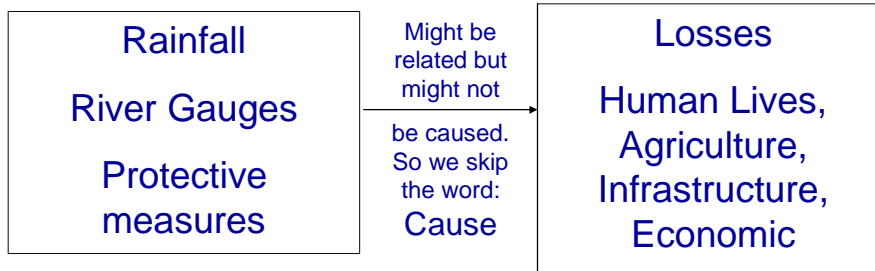 Rainfall
River Gauges
Protective
measures
Might be
related but
might not
be caused.
So we skip
the word:
Cause
Losses
Human Lives,
Agriculture,
Infrastructure,
Economic